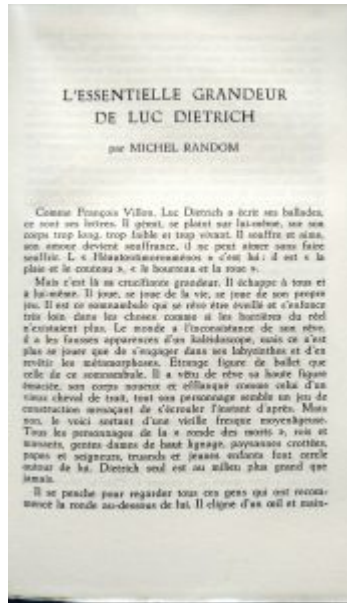 L'ESSENTIELLE GRANDEUR
DE LUC DIETRICH
par MICHEL RANDOM
Comme François Villon, Luc Dietrich a écrit ses ballades,
ce sont ses lettres. Il gémit, se plaint sur lui-même, sur son
corps trop long, trop faible et trop vivant. Il souffre et aime,
son amour devient souffrance, il ne peut aimer sans faire
souffrir. L « Héautontimoroumenos » c'est lui ; il est « la
plaie et le couteau », « le bourreau et la roue ».
Mais c'est là sa crucifiante grandeur. Il échappe à tous et
à lui-même. Il joue, se joue de la vie, se joue de son propre
jeu. Il est ce somnambule qui se rêve être éveillé et s'enfonce
très loin dans les choses comme si les barrières du réel
n'existaient plus. Le monde a l'inconsistance de son rêve,
il a les fausses apparences d'un kaléidoscope, mais ce n'est
plus se jouer que de s'engager dans ses labyrinthes et d'en
revêtir les métamorphoses. Étrange figure de ballet que
celle de ce somnambule. Il a vêtu de rêve sa haute figure
émaciée, son corps noueux et efflanqué comme celui d'un
vieux cheval de trait, tout son personnage semble un jeu de
construction menaçant de s'écrouler l'instant d'après. Mais
non, le voici sortant d'une vieille fresque moyenâgeuse.
Tous les personnages de la « ronde des morts », rois et
manants, gentes dames de haut lignage, paysannes crottées,
papes et seigneurs, truands et jeunes enfants font cercle
autour de lui. Dietrich seul est au milieu plus grand que
jamais.
Il se penche pour regarder tous ces gens qui ont recom-
mencé la ronde au-dessous de lui. Il cligne d'un œil et main-